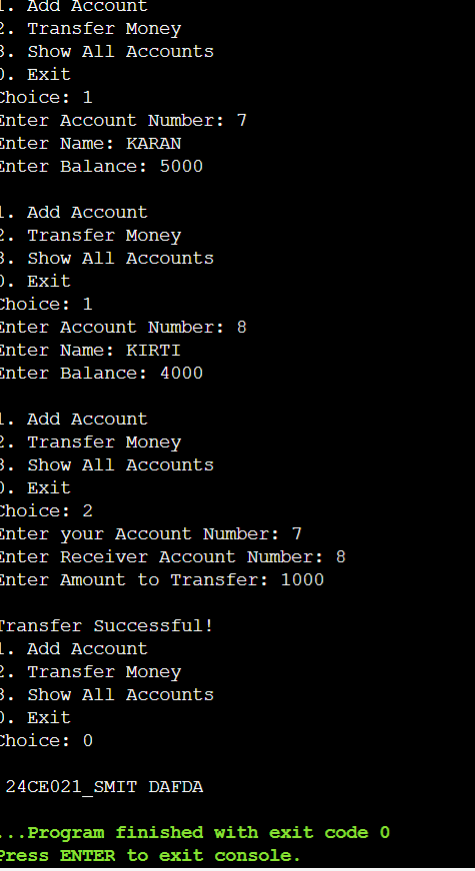 1. Add Account
2. Transfer Money
3. Show All Accounts
0. Exit
Choice: 1
Enter Account Number: 7
Enter Name: KARAN
Enter Balance: 5000
1. Add Account
2. Transfer Money
3. Show All Accounts
0. Exit
Choice: 1
Enter Account Number: 8
Enter Name: KIRTI
Enter Balance: 4000
1. Add Account
2. Transfer Money
3. Show All Accounts
0. Exit
Choice: 2
Enter your Account Number: 7
Enter Receiver Account Number: 8
Enter Amount to Transfer: 1000
Transfer Successful!
1. Add Account
2. Transfer Money
3. Show All Accounts
0. Exit
Choice: 0
24CE021_SMIT DAFDA
...Program finished with exit code 0
Press ENTER to exit console.